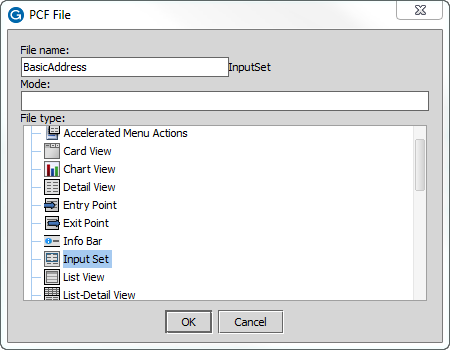 PCF File
File name:
BasicAddress InputSet
Mode:
File type:
Accelerated Menu Actions
Card View
Chart View
Detail View
Entry Point
Exit Point
Info Bar
Input Set
List View
List-Detail View
OK Cancel